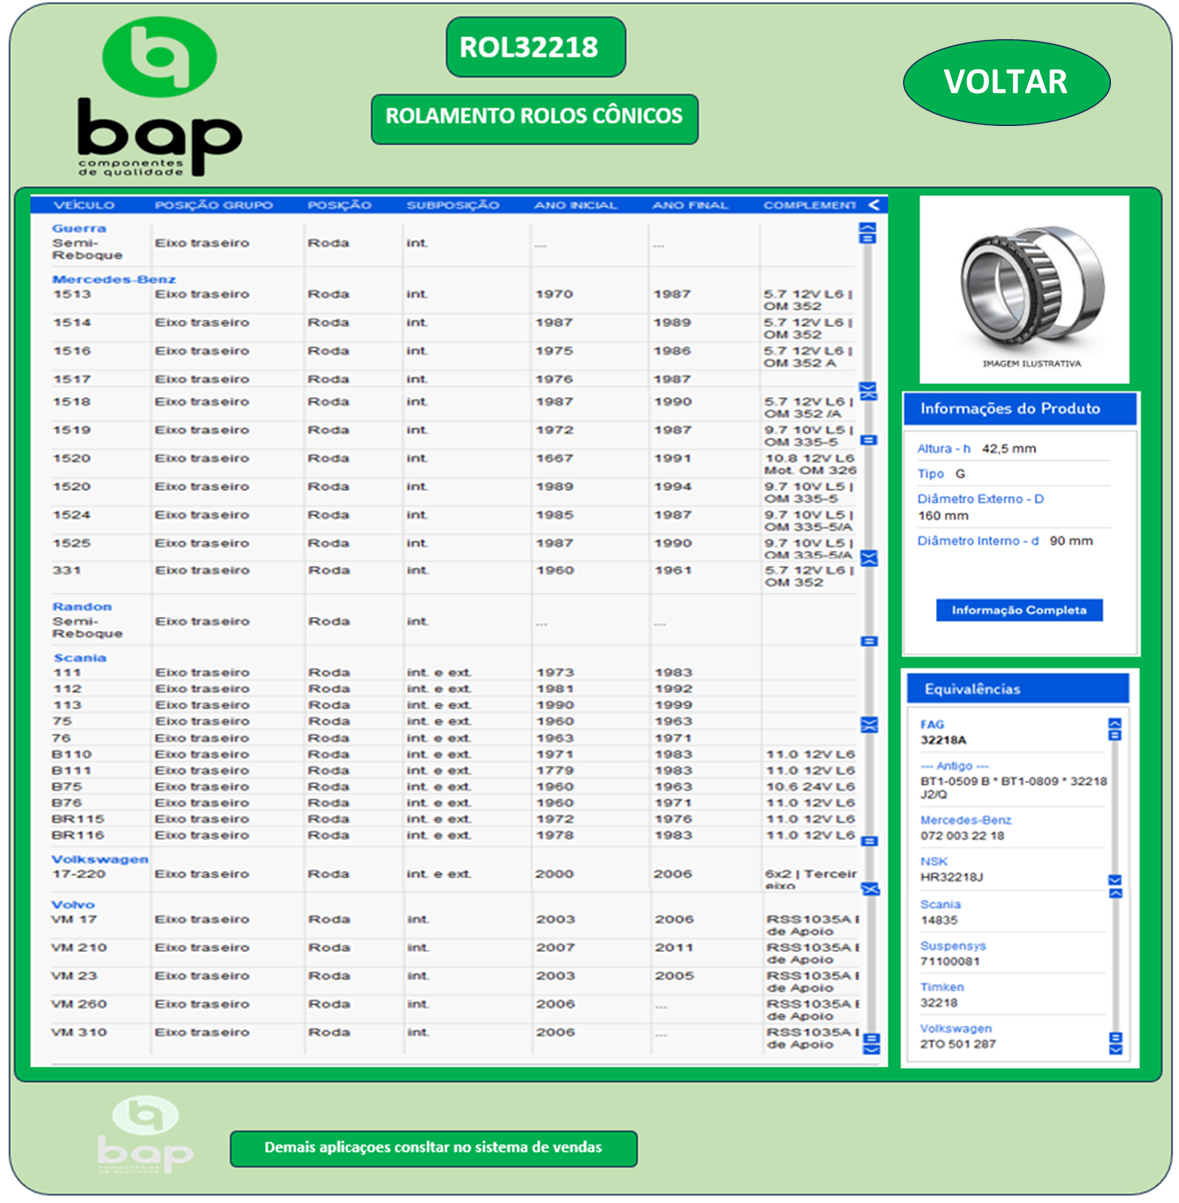 bap
componentes
de qualidade
ROL32218
ROLAMENTO ROLOS CÔNICOS
VOLTAR
VEÍCULO POSIÇÃO GRUPO POSIÇÃO SUBPOSIÇÃO ANO INICIAL ANO FINAL COMPLEMENT <
Guerra
Semi-
Reboque Eixo traseiro Roda int. ... ...
Mercedes-Benz
1513 Eixo traseiro Roda int. 1970 1987 5.7 12V L6 |
OM 352
1514 Eixo traseiro Roda int. 1987 1989 5.7 12V L6 |
OM 352
1516 Eixo traseiro Roda int. 1975 1986 5.7 12V L6 |
OM 352 A
1517 Eixo traseiro Roda int. 1976 1987
1518 Eixo traseiro Roda int. 1987 1990 5.7 12V L6 |
OM 352 /A
1519 Eixo traseiro Roda int. 1972 1987 9.7 10V L5 |
OM 335-5
1520 Eixo traseiro Roda int. 1667 1991 10.8 12V L6
Mot. OM 326
1520 Eixo traseiro Roda int. 1989 1994 9.7 10V L5 |
OM 335-5
1524 Eixo traseiro Roda int. 1985 1987 9.7 10V L5 |
OM 335-5/A
1525 Eixo traseiro Roda int. 1987 1990 9.7 10V L5 |
OM 335-5/A
331 Eixo traseiro Roda int. 1960 1961 5.7 12V L6 |
OM 352
Randon
Semi-
Reboque Eixo traseiro Roda int. ... ...
Scania
111 Eixo traseiro Roda int. e ext. 1973 1983
112 Eixo traseiro Roda int. e ext. 1981 1992
113 Eixo traseiro Roda int. e ext. 1990 1999
75 Eixo traseiro Roda int. e ext. 1960 1963
76 Eixo traseiro Roda int. e ext. 1963 1971
B110 Eixo traseiro Roda int. e ext. 1971 1983 11.0 12V L6
B111 Eixo traseiro Roda int. e ext. 1779 1983 11.0 12V L6
B75 Eixo traseiro Roda int. e ext. 1960 1963 10.6 24V L6
B76 Eixo traseiro Roda int. e ext. 1960 1971 11.0 12V L6
BR115 Eixo traseiro Roda int. e ext. 1972 1976 11.0 12V L6
BR116 Eixo traseiro Roda int. e ext. 1978 1983 11.0 12V L6
Volkswagen
17-220 Eixo traseiro Roda int. e ext. 2000 2006 6x2 | Terceir
eixo
Volvo
VM 17 Eixo traseiro Roda int. 2003 2006 RSS1035A E
de Apoio
VM 210 Eixo traseiro Roda int. 2007 2011 RSS1035A E
de Apoio
VM 23 Eixo traseiro Roda int. 2003 2005 RSS1035A E
de Apoio
VM 260 Eixo traseiro Roda int. 2006 ... RSS1035A E
de Apoio
VM 310 Eixo traseiro Roda int. 2006 ... RSS1035A E
de Apoio
IMAGEM ILUSTRATIVA
Informações do Produto
Altura - h 42,5 mm
Tipo G
Diâmetro Externo - D
160 mm
Diâmetro Interno - d 90 mm
Informação Completa
Equivalências
FAG
32218A
--- Antigo ---
BT1-0509 B * BT1-0809 * 32218
J2/Q
Mercedes-Benz
072 003 22 18
NSK
HR32218J
Scania
14835
Suspensys
71100081
Timken
32218
Volkswagen
2TO 501 287
bap
componentes
de qualidade
Demais aplicaçoes consltar no sistema de vendas